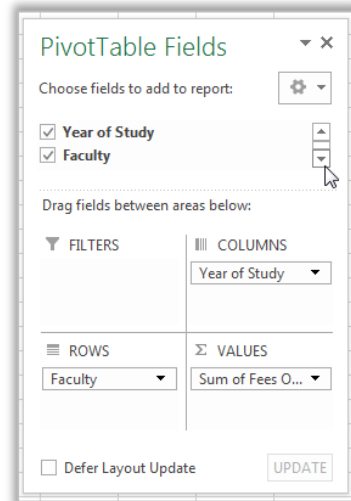 PivotTable Fields
Choose fields to add to report:
Year of Study
Faculty
Drag fields between areas below:
FILTERS
COLUMNS
Year of Study
ROWS
VALUES
Faculty
Sum of Fees O...
Defer Layout Update
UPDATE